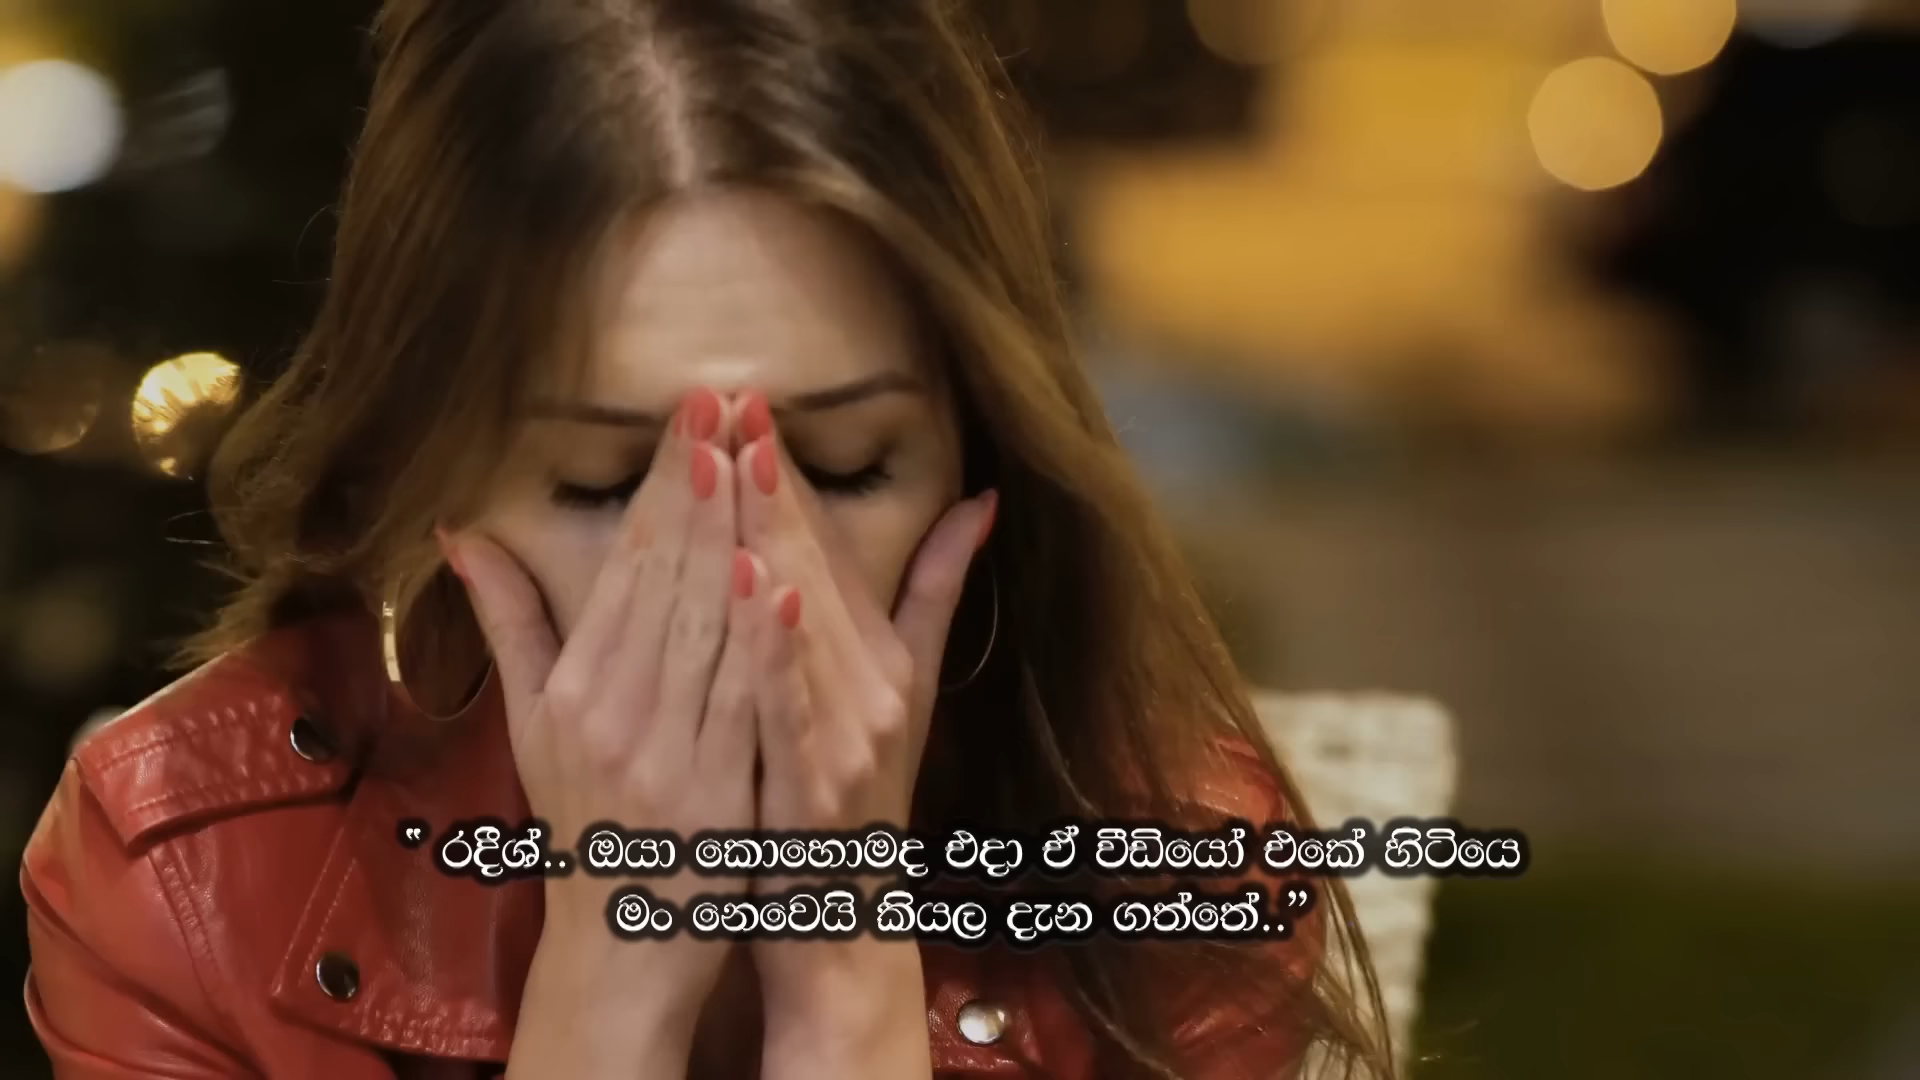 “ රදීශ්.. ඔයා කොහොමද එදා ඒ වීඩියෝ එකේ හිටියෙ
මං නෙවෙයි කියල දැන ගත්තේ..”